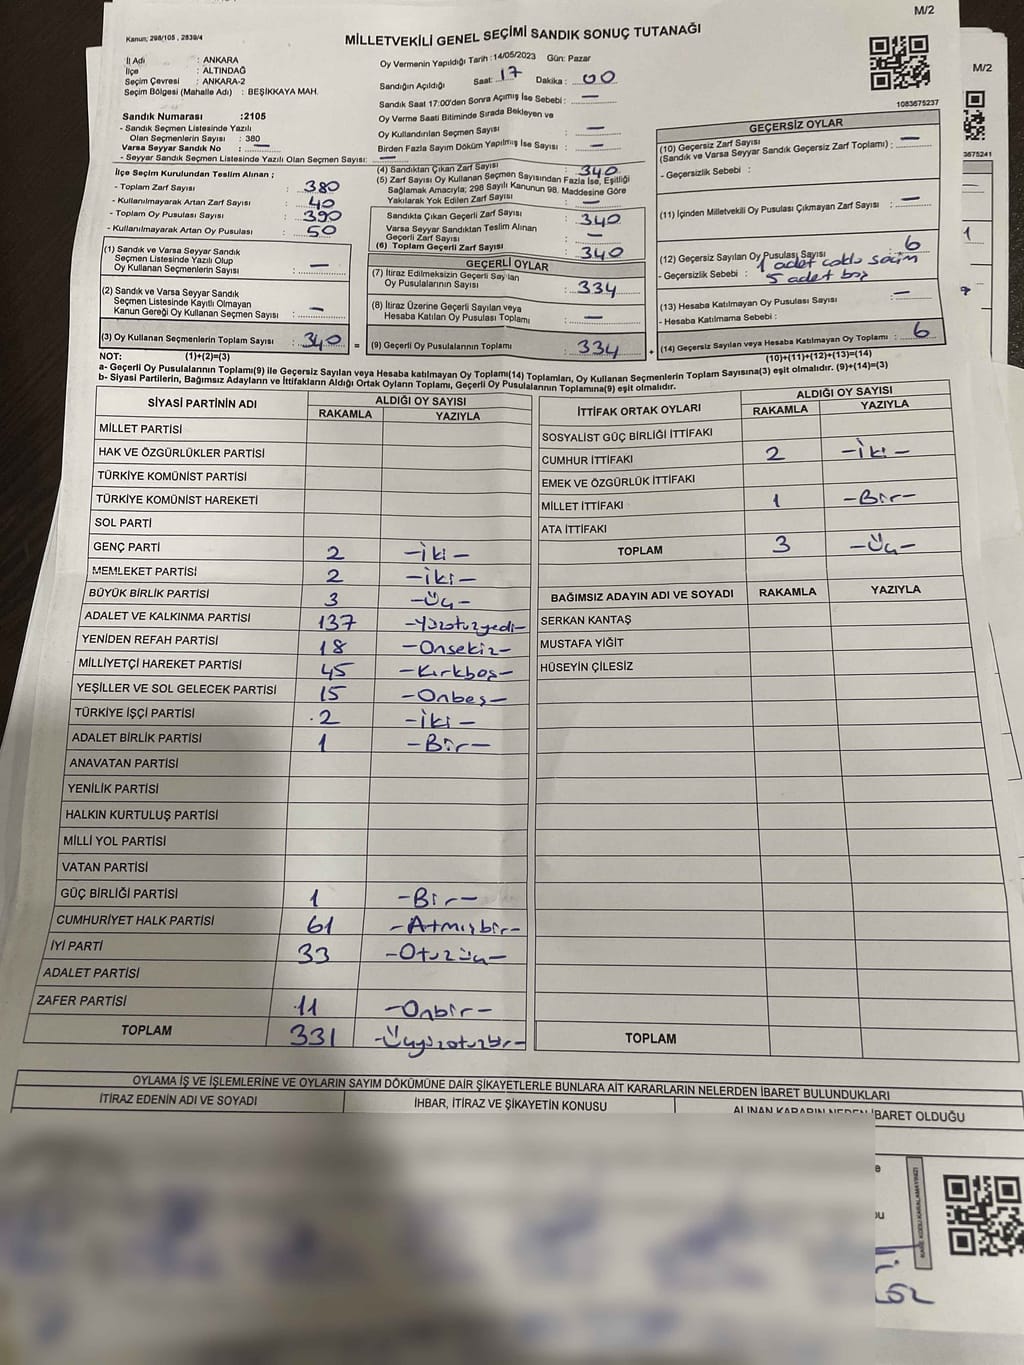 M/2
Kanun; 298/105 , 2839/4
MİLLETVEKİLİ GENEL SEÇİMİ SANDIK SONUÇ TUTANAĞI
İl Adı : ANKARA
İlçe : ALTINDAĞ
Seçim Çevresi : ANKARA-2
Seçim Bölgesi (Mahalle Adı) : BEŞİKKAYA MAH.
Oy Vermenin Yapıldığı Tarih :14/05/2023 Gün: Pazar
Sandığın Açıldığı Saat: 17 Dakika : 00
Sandık Saat 17:00'den Sonra Açımış İse Sebebi : —
Oy Verme Saati Bitiminde Sırada Bekleyen ve
Oy Kullandırılan Seçmen Sayısı : —
Birden Fazla Sayım Döküm Yapılmış İse Sayısı : —
1083675237
M/2
3675241
Sandık Numarası :2105
- Sandık Seçmen Listesinde Yazılı
Olan Seçmenlerin Sayısı : 380
Varsa Seyyar Sandık No : —
- Seyyar Sandık Seçmen Listesinde Yazılı Olan Seçmen Sayısı: —
İlçe Seçim Kurulundan Teslim Alınan ;
- Toplam Zarf Sayısı : 380
- Kullanılmayarak Artan Zarf Sayısı : 40
- Toplam Oy Pusulası Sayısı : 390
- Kullanılmayarak Artan Oy Pusulası : 50
(1) Sandık ve Varsa Seyyar Sandık
Seçmen Listesinde Yazılı Olup
Oy Kullanan Seçmenlerin Sayısı : —
(2) Sandık ve Varsa Seyyar Sandık
Seçmen Listesinde Kayıtlı Olmayan
Kanun Gereği Oy Kullanan Seçmen Sayısı : —
(3) Oy Kullanan Seçmenlerin Toplam Sayısı : 340 =
(4) Sandıktan Çıkan Zarf Sayısı : 340
(5) Zarf Sayısı Oy Kullanan Seçmen Sayısından Fazla İse, Eşitliği
Sağlamak Amacıyla; 298 Sayılı Kanunun 98. Maddesine Göre
Yakılarak Yok Edilen Zarf Sayısı : —
Sandıkta Çıkan Geçerli Zarf Sayısı : 340
Varsa Seyyar Sandıktan Teslim Alınan
Geçerli Zarf Sayısı : —
(6) Toplam Geçerli Zarf Sayısı : 340
GEÇERLİ OYLAR
(7) İtiraz Edilmeksizin Geçerli Sayılan
Oy Pusulalarının Sayısı : 334
(8) İtiraz Üzerine Geçerli Sayılan veya
Hesaba Katılan Oy Pusulası Toplamı : —
(9) Geçerli Oy Pusulalarının Toplamı : 334 +
GEÇERSİZ OYLAR
(10) Geçersiz Zarf Sayısı
(Sandık ve Varsa Seyyar Sandık Geçersiz Zarf Toplamı) : —
- Geçersizlik Sebebi :
(11) İçinden Milletvekili Oy Pusulası Çıkmayan Zarf Sayısı : —
(12) Geçersiz Sayılan Oy Pusulası Sayısı : 6
- Geçersizlik Sebebi : 1 adet çoklu seçim
5 adet boş
(13) Hesaba Katılmayan Oy Pusulası Sayısı : —
- Hesaba Katılmama Sebebi :
(14) Geçersiz Sayılan veya Hesaba Katılmayan Oy Toplamı : 6
NOT: (1)+(2)=(3) (10)+(11)+(12)+(13)=(14)
a- Geçerli Oy Pusulalarının Toplamı(9) ile Geçersiz Sayılan veya Hesaba katılmayan Oy Toplamı(14) Toplamları, Oy Kullanan Seçmenlerin Toplam Sayısına(3) eşit olmalıdır. (9)+(14)=(3)
b- Siyasi Partilerin, Bağımsız Adayların ve İttifakların Aldığı Ortak Oyların Toplamı, Geçerli Oy Pusulalarının Toplamına(9) eşit olmalıdır.
SİYASİ PARTİNİN ADI ALDIĞI OY SAYISI
RAKAMLA YAZIYLA
MİLLET PARTİSİ
HAK VE ÖZGÜRLÜKLER PARTİSİ
TÜRKİYE KOMÜNİST PARTİSİ
TÜRKİYE KOMÜNİST HAREKETİ
SOL PARTİ
GENÇ PARTİ 2 -İki-
MEMLEKET PARTİSİ 2 -İki-
BÜYÜK BİRLİK PARTİSİ 3 -Üç-
ADALET VE KALKINMA PARTİSİ 137 -Yüzotuzyedi-
YENİDEN REFAH PARTİSİ 18 -Onsekiz-
MİLLİYETÇİ HAREKET PARTİSİ 45 -Kırkbeş-
YEŞİLLER VE SOL GELECEK PARTİSİ 15 -Onbeş-
TÜRKİYE İŞÇİ PARTİSİ 2 -İki-
ADALET BİRLİK PARTİSİ 1 -Bir-
ANAVATAN PARTİSİ
YENİLİK PARTİSİ
HALKIN KURTULUŞ PARTİSİ
MİLLİ YOL PARTİSİ
VATAN PARTİSİ
GÜÇ BİRLİĞİ PARTİSİ 1 -Bir-
CUMHURİYET HALK PARTİSİ 61 -Atmışbir-
İYİ PARTİ 33 -Otuzüç-
ADALET PARTİSİ
ZAFER PARTİSİ 11 -Onbir-
TOPLAM 331 -Üçyüzotuzbir-
İTTİFAK ORTAK OYLARI ALDIĞI OY SAYISI
RAKAMLA YAZIYLA
SOSYALİST GÜÇ BİRLİĞİ İTTİFAKI
CUMHUR İTTİFAKI 2 -İki-
EMEK VE ÖZGÜRLÜK İTTİFAKI
MİLLET İTTİFAKI 1 -Bir-
ATA İTTİFAKI
TOPLAM 3 -Üç-
BAĞIMSIZ ADAYIN ADI VE SOYADI RAKAMLA YAZIYLA
SERKAN KANTAŞ
MUSTAFA YİĞİT
HÜSEYİN ÇİLESİZ
TOPLAM
OYLAMA İŞ VE İŞLEMLERİNE VE OYLARIN SAYIM DÖKÜMÜNE DAİR ŞİKAYETLERLE BUNLARA AİT KARARLARIN NELERDEN İBARET BULUNDUKLARI
İTİRAZ EDENİN ADI VE SOYADI İHBAR, İTİRAZ VE ŞİKAYETİN KONUSU ALINAN KARARIN NEDEN İBARET OLDUĞU